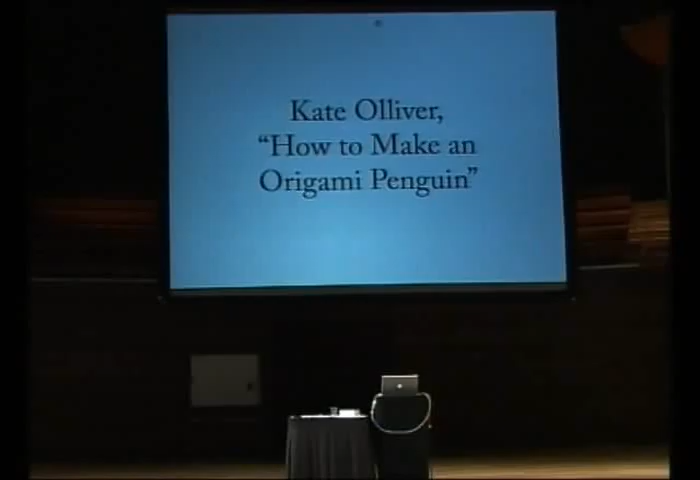 Kate Olliver,
“How to Make an
Origami Penguin”